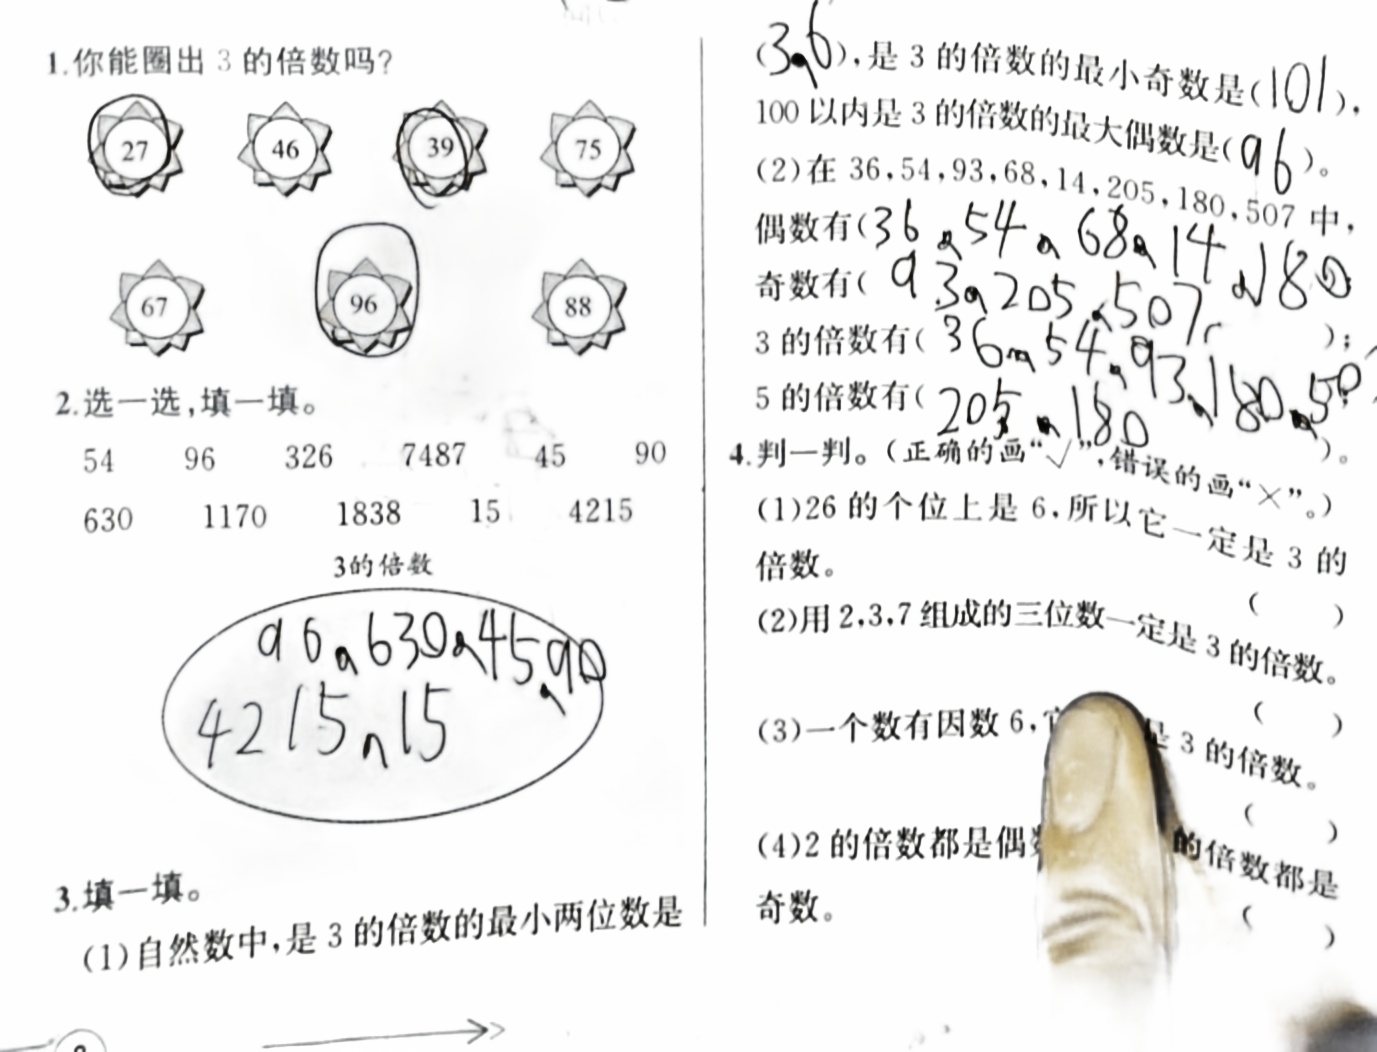 1.你能圈出 3 的倍数吗?
27 46 39 75
67 96 88
2.选一选,填一填。
54 96 326 7487 45 90
630 1170 1838 15 4215
3的倍数
96、630、45、90
4215、15
3.填一填。
(1)自然数中,是 3 的倍数的最小两位数是
(3、6),是 3 的倍数的最小奇数是(101),
100 以内是 3 的倍数的最大偶数是(96)。
(2)在 36,54,93,68,14,205,180,507 中,
偶数有(36、54、68、14、180
奇数有(93、205、507 );
3 的倍数有(36、54、93、180、50
5 的倍数有(205、180 )。
4.判一判。(正确的画“√”,错误的画“×”。)
(1)26 的个位上是 6,所以它一定是 3 的
倍数。
( )
(2)用 2,3,7 组成的三位数一定是 3 的倍数。
( )
(3)一个数有因数 6, 是 3 的倍数。
( )
(4)2 的倍数都是偶 的倍数都是
奇数。
( )